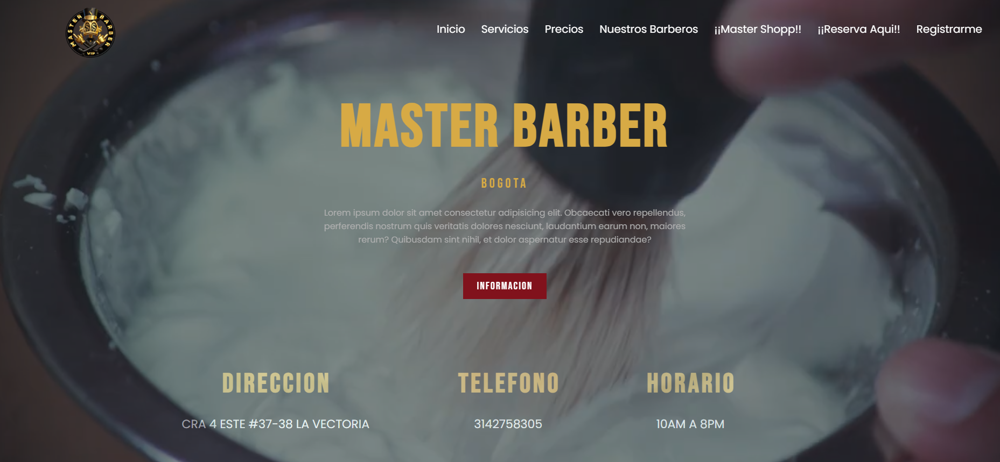 MASTER BARBER
VIP
Inicio Servicios Precios Nuestros Barberos ¡¡Master Shopp!! ¡¡Reserva Aqui!! Registrarme
MASTER BARBER
BOGOTA
Lorem ipsum dolor sit amet consectetur adipisicing elit. Obcaecati vero repellendus,
perferendis nostrum quis veritatis dolores nesciunt, laudantium earum non, maiores
rerum? Quibusdam sint nihil, et dolor aspernatur esse repudiandae?
INFORMACION
DIRECCION TELEFONO HORARIO
CRA 4 ESTE #37-38 LA VECTORIA 3142758305 10AM A 8PM